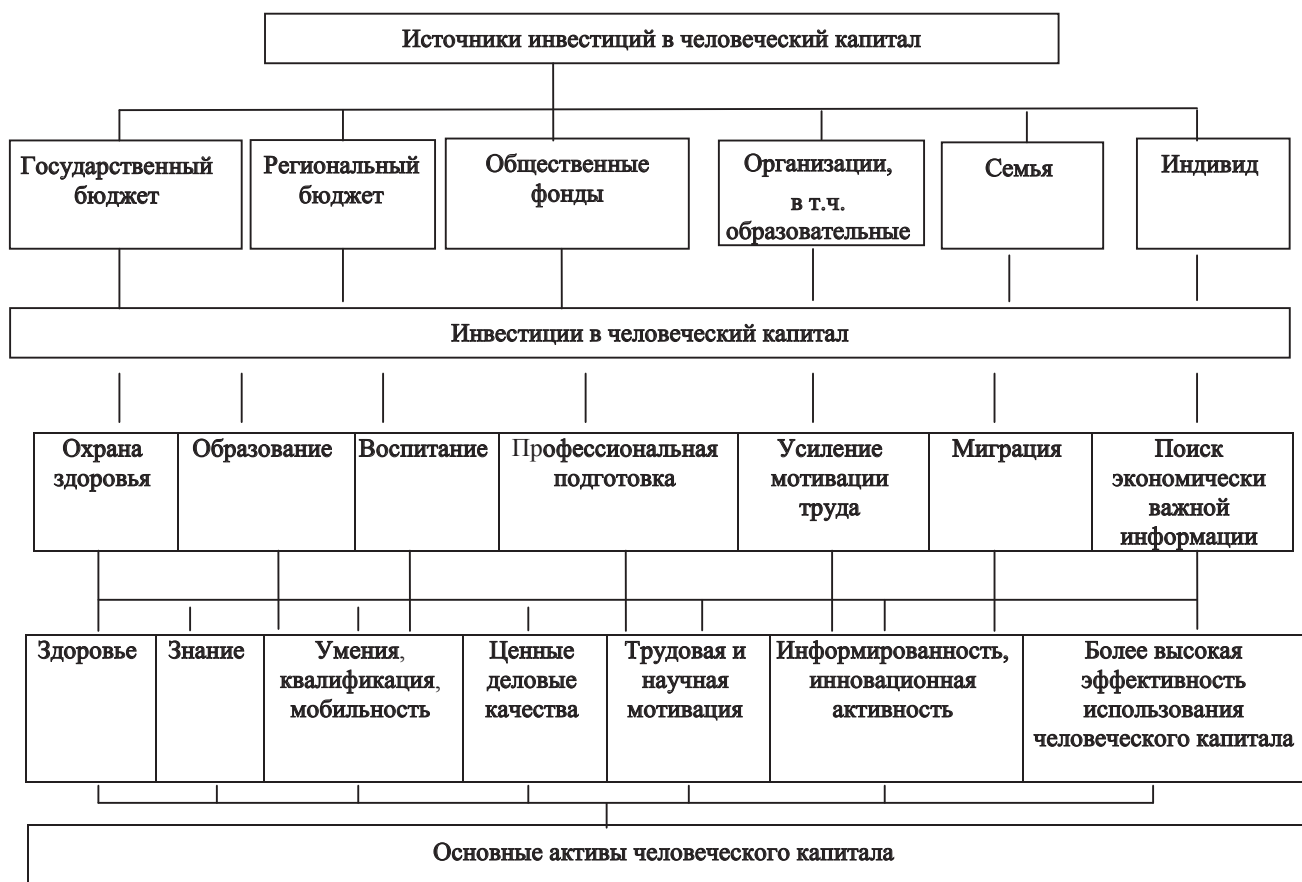 Источники инвестиций в человеческий капитал
Государственный
бюджет
Региональный
бюджет
Общественные
фонды
Организации,
в т.ч.
образовательные
Семья
Индивид
Инвестиции в человеческий капитал
Охрана
здоровья
Образование
Воспитание
Профессиональная
подготовка
Усиление
мотивации
труда
Миграция
Поиск
экономически
важной
информации
Здоровье
Знание
Умения,
квалификация,
мобильность
Ценные
деловые
качества
Трудовая и
научная
мотивация
Информированность,
инновационная
активность
Более высокая
эффективность
использования
человеческого капитала
Основные активы человеческого капитала